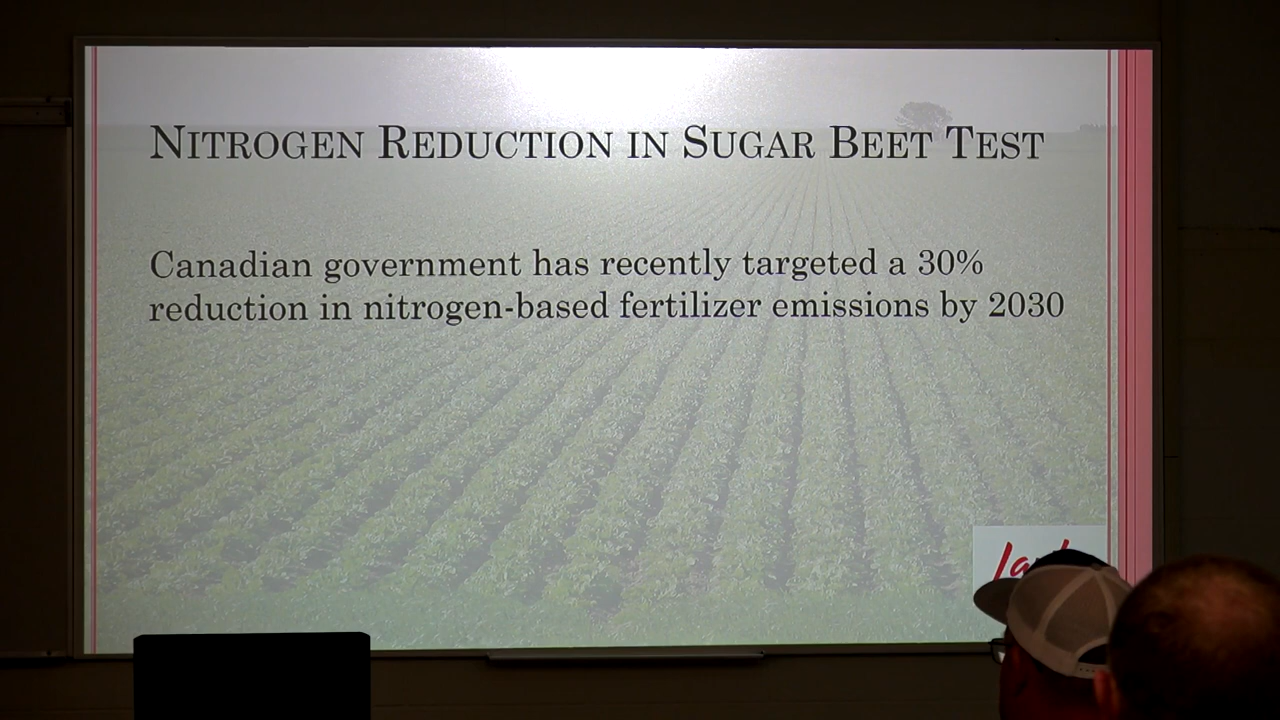 NITROGEN REDUCTION IN SUGAR BEET TEST
Canadian government has recently targeted a 30%
reduction in nitrogen-based fertilizer emissions by 2030